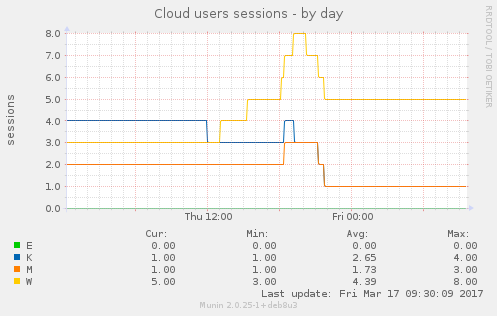 Cloud users sessions - by day
RRDTOOL / TOBI OETIKER
sessions
8.0
7.0
6.0
5.0
4.0
3.0
2.0
1.0
0.0
Thu 12:00 Fri 00:00
Cur: Min: Avg: Max:
E 0.00 0.00 0.00 0.00
K 1.00 1.00 2.65 4.00
M 1.00 1.00 1.73 3.00
W 5.00 3.00 4.39 8.00
Last update: Fri Mar 17 09:30:09 2017
Munin 2.0.25-1+deb8u3